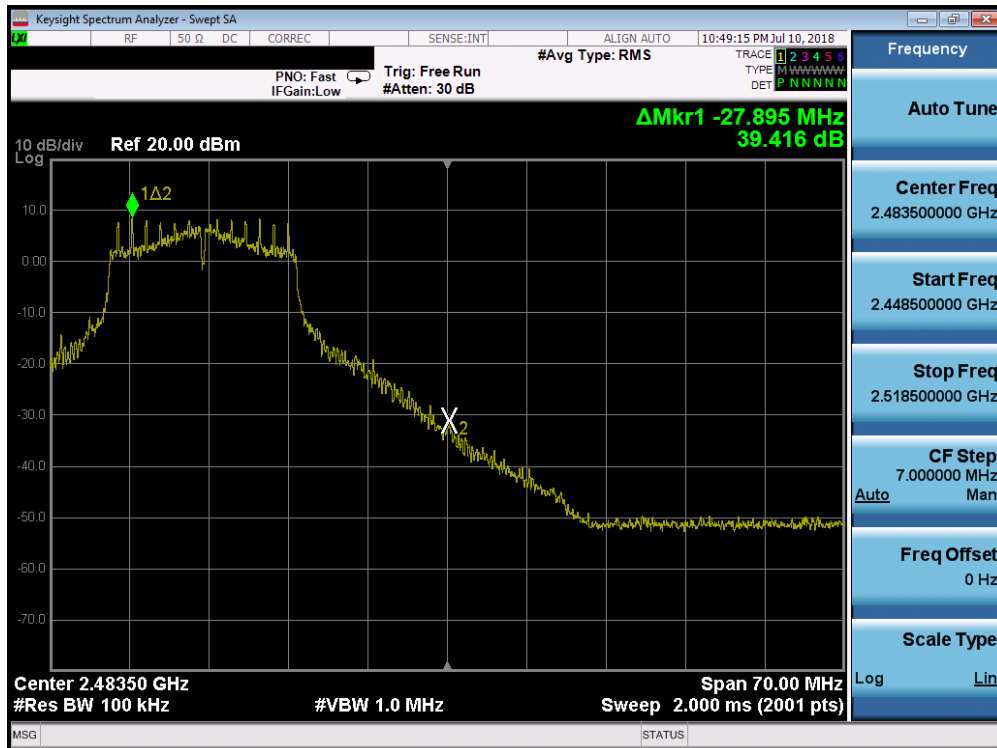 Keysight Spectrum Analyzer - Swept SA
LXI RF 50 Ω DC CORREC SENSE:INT ALIGN AUTO 10:49:15 PM Jul 10, 2018
PNO: Fast Trig: Free Run #Avg Type: RMS TRACE 1 2 3 4 5 6
IFGain:Low #Atten: 30 dB TYPE M W W W W W
DET P N N N N N
ΔMkr1 -27.895 MHz
39.416 dB
10 dB/div Ref 20.00 dBm
Log
1Δ2
10.0
0.00
-10.0
-20.0
-30.0
2
-40.0
-50.0
-60.0
-70.0
Center 2.48350 GHz Span 70.00 MHz
#Res BW 100 kHz #VBW 1.0 MHz Sweep 2.000 ms (2001 pts)
MSG STATUS
Frequency
Auto Tune
Center Freq
2.483500000 GHz
Start Freq
2.448500000 GHz
Stop Freq
2.518500000 GHz
CF Step
7.000000 MHz
Auto Man
Freq Offset
0 Hz
Scale Type
Log Lin